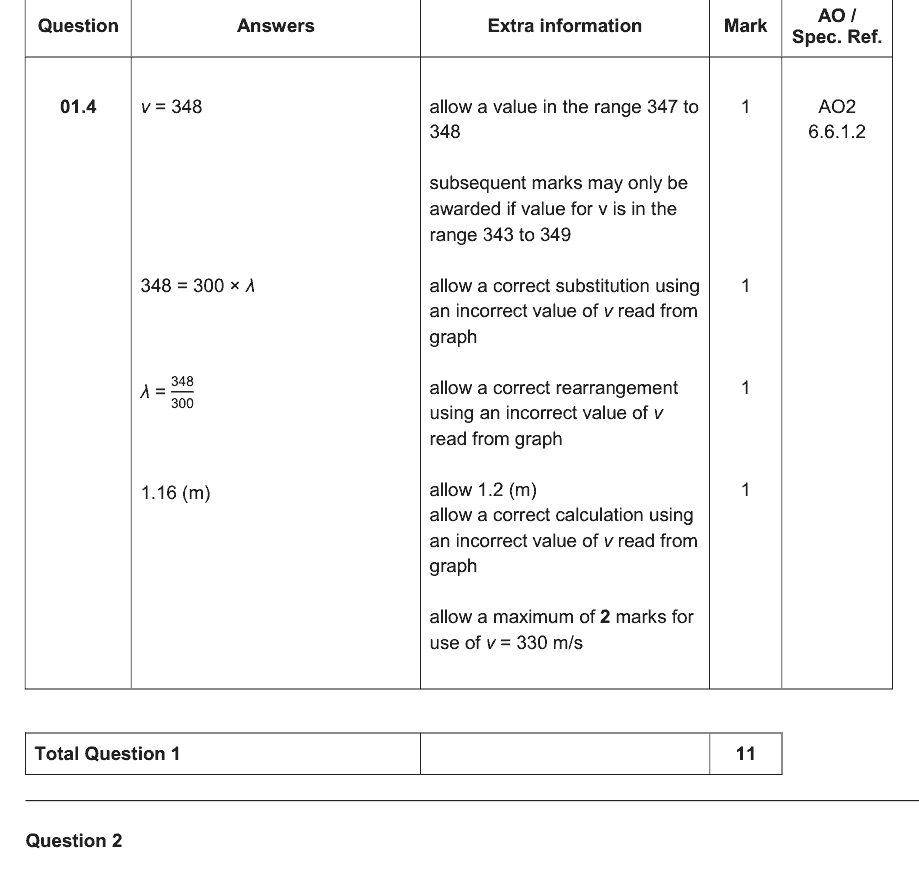 Question Answers Extra information Mark AO /
Spec. Ref.
01.4 v = 348 allow a value in the range 347 to 1 AO2
348 6.6.1.2
subsequent marks may only be
awarded if value for v is in the
range 343 to 349
348 = 300 × λ allow a correct substitution using 1
an incorrect value of v read from
graph
λ = 348/300 allow a correct rearrangement 1
using an incorrect value of v
read from graph
1.16 (m) allow 1.2 (m) 1
allow a correct calculation using
an incorrect value of v read from
graph
allow a maximum of 2 marks for
use of v = 330 m/s
Total Question 1 11
Question 2